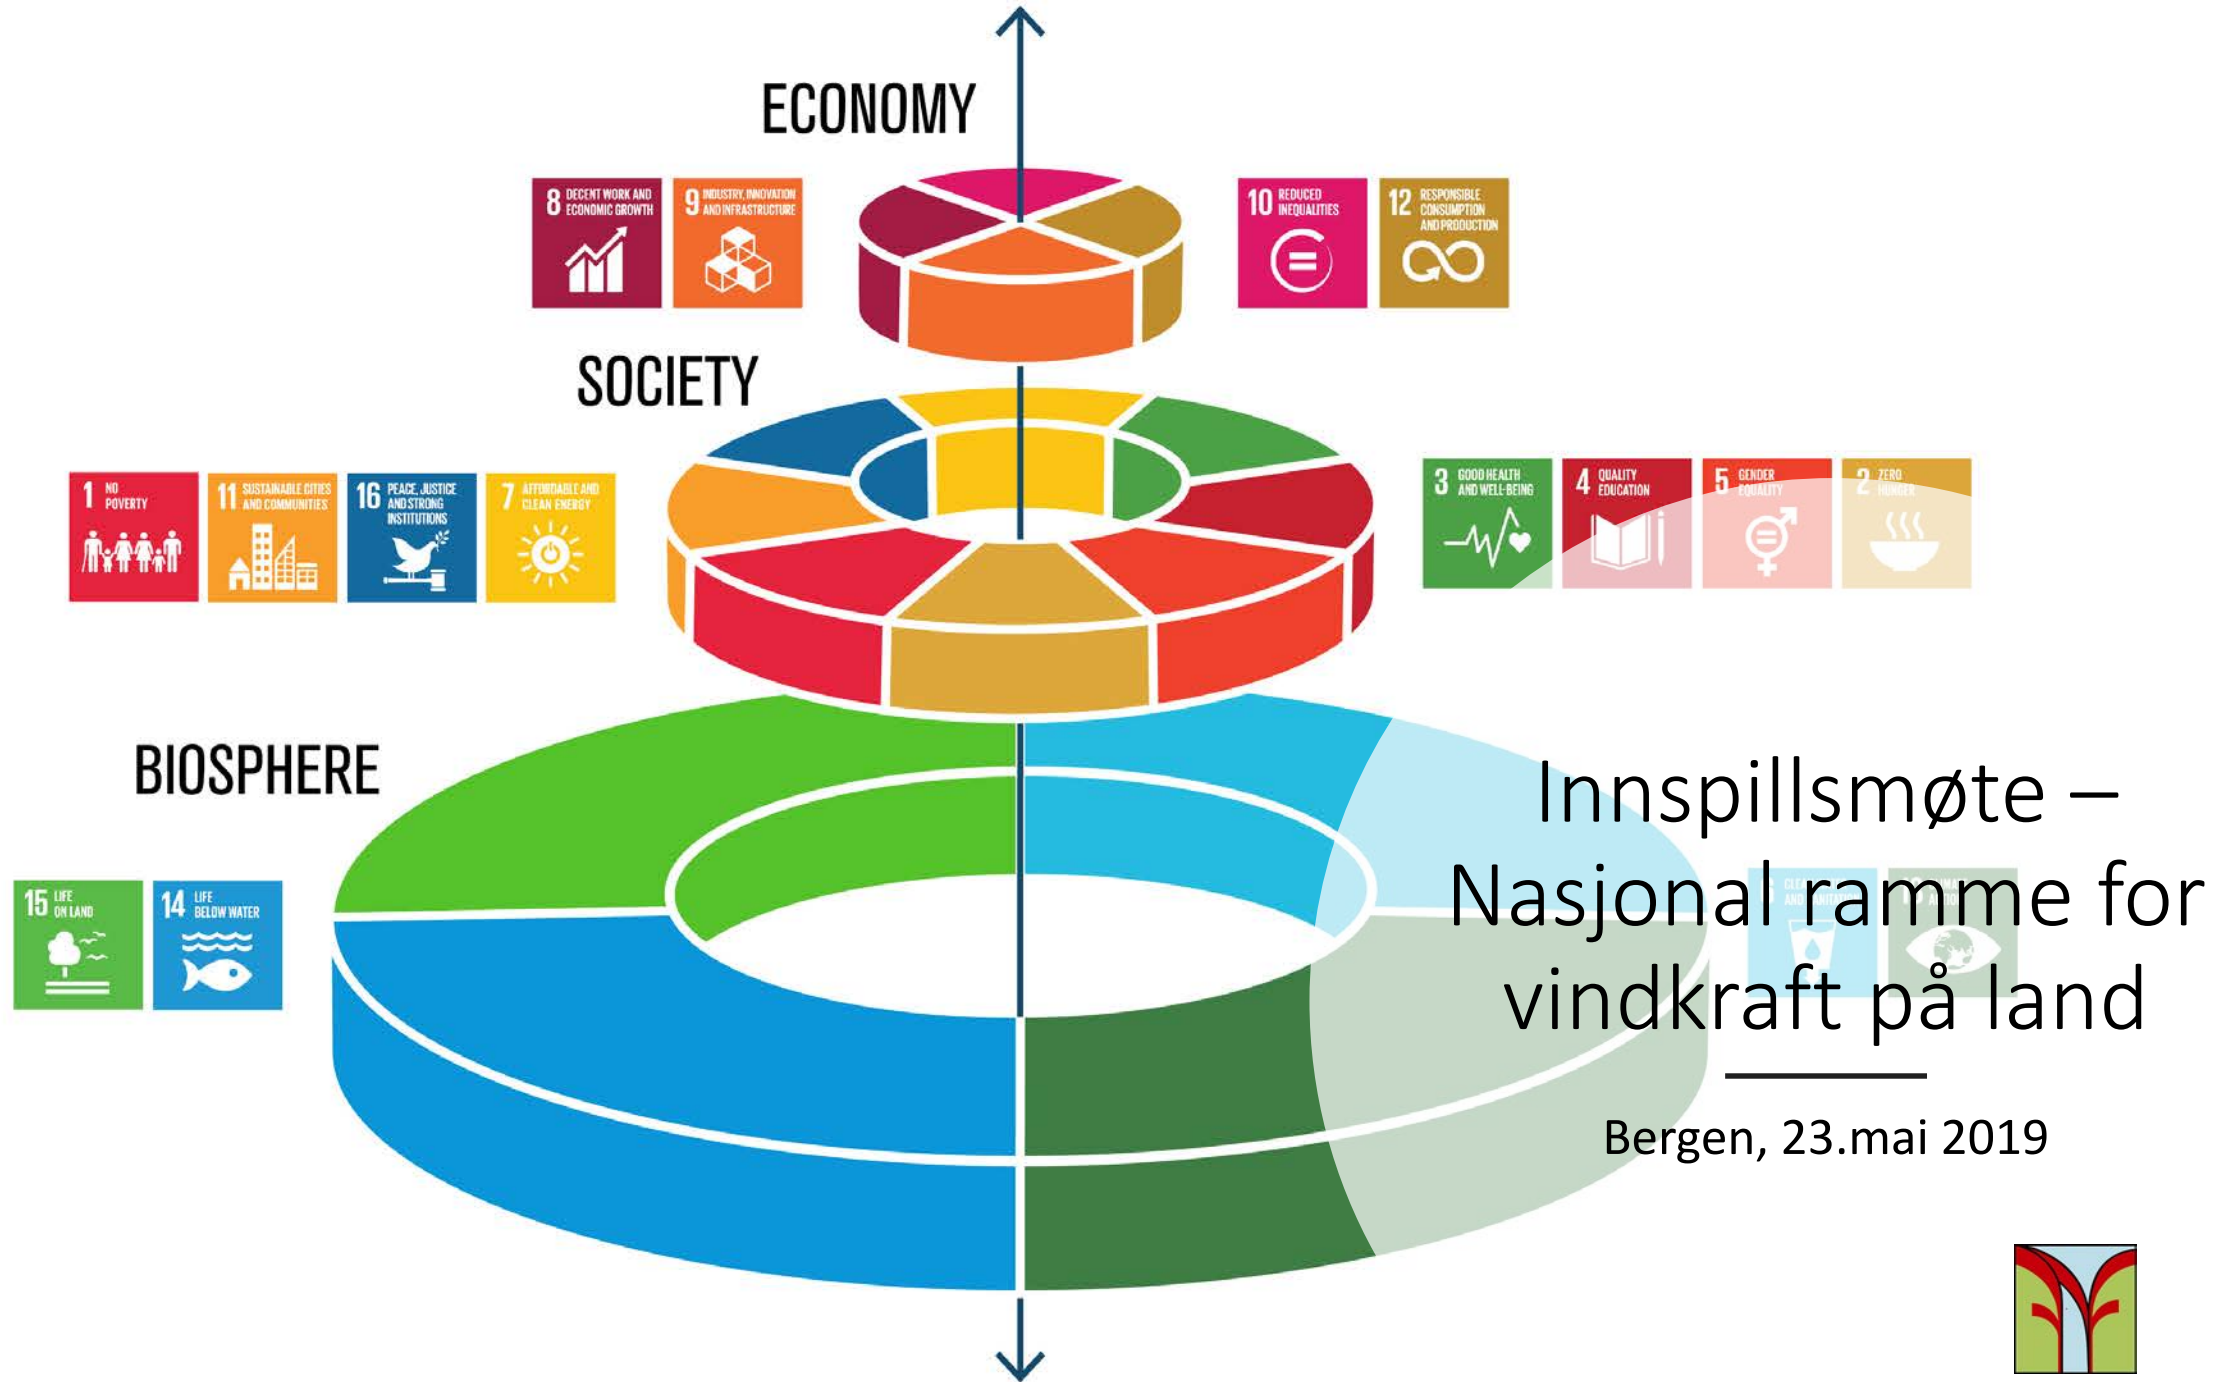 ECONOMY
8 DECENT WORK AND
ECONOMIC GROWTH
9 INDUSTRY, INNOVATION
AND INFRASTRUCTURE
10 REDUCED
INEQUALITIES
12 RESPONSIBLE
CONSUMPTION
AND PRODUCTION
SOCIETY
1 NO
POVERTY
11 SUSTAINABLE CITIES
AND COMMUNITIES
16 PEACE, JUSTICE
AND STRONG
INSTITUTIONS
7 AFFORDABLE AND
CLEAN ENERGY
3 GOOD HEALTH
AND WELL-BEING
4 QUALITY
EDUCATION
5 GENDER
EQUALITY
2 ZERO
HUNGER
BIOSPHERE
15 LIFE
ON LAND
14 LIFE
BELOW WATER
Innspillsmøte –
Nasjonal ramme for
vindkraft på land
Bergen, 23.mai 2019